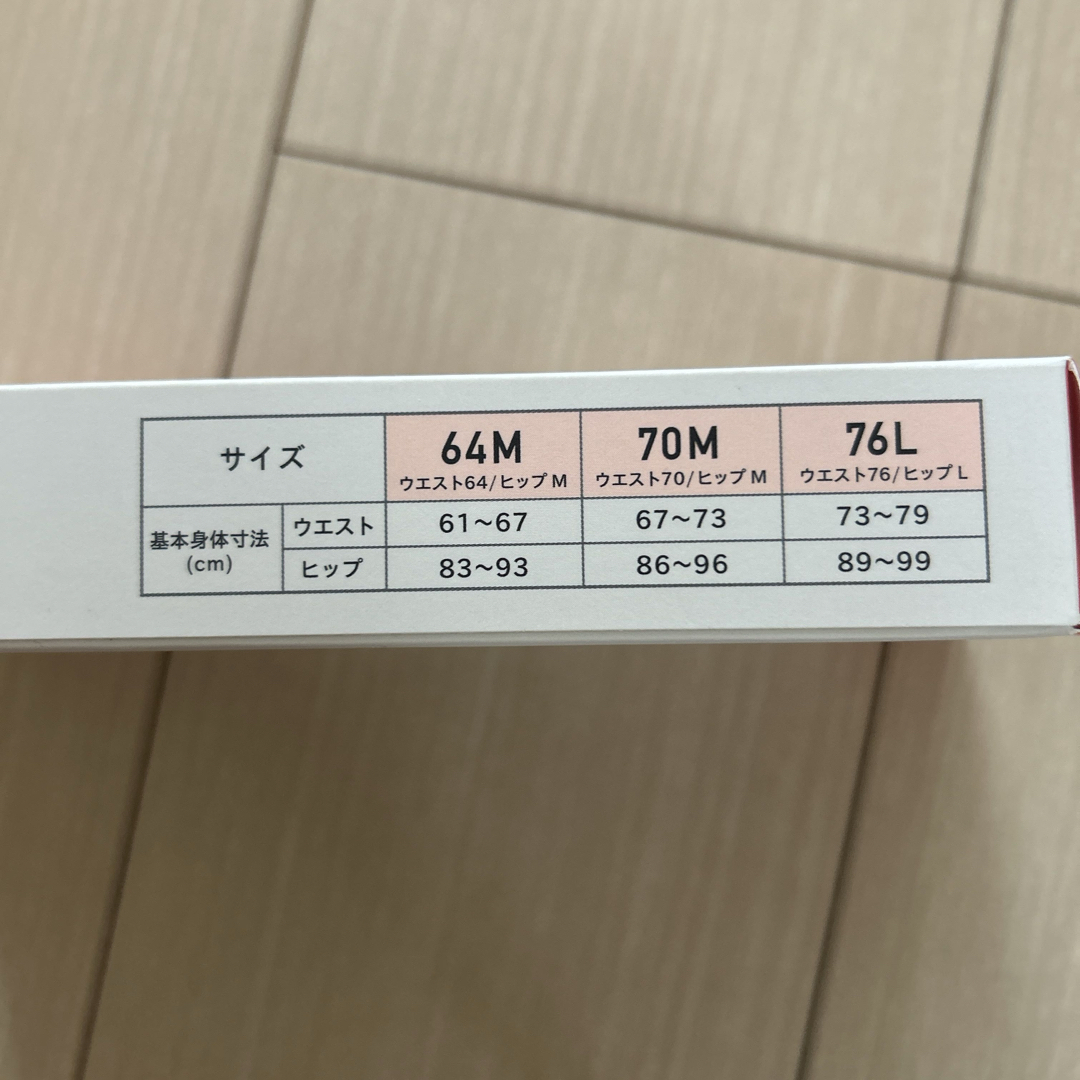 サイズ 64M 70M 76L
ウエスト64/ヒップM ウエスト70/ヒップM ウエスト76/ヒップL
基本身体寸法
(cm)
ウエスト 61〜67 67〜73 73〜79
ヒップ 83〜93 86〜96 89〜99